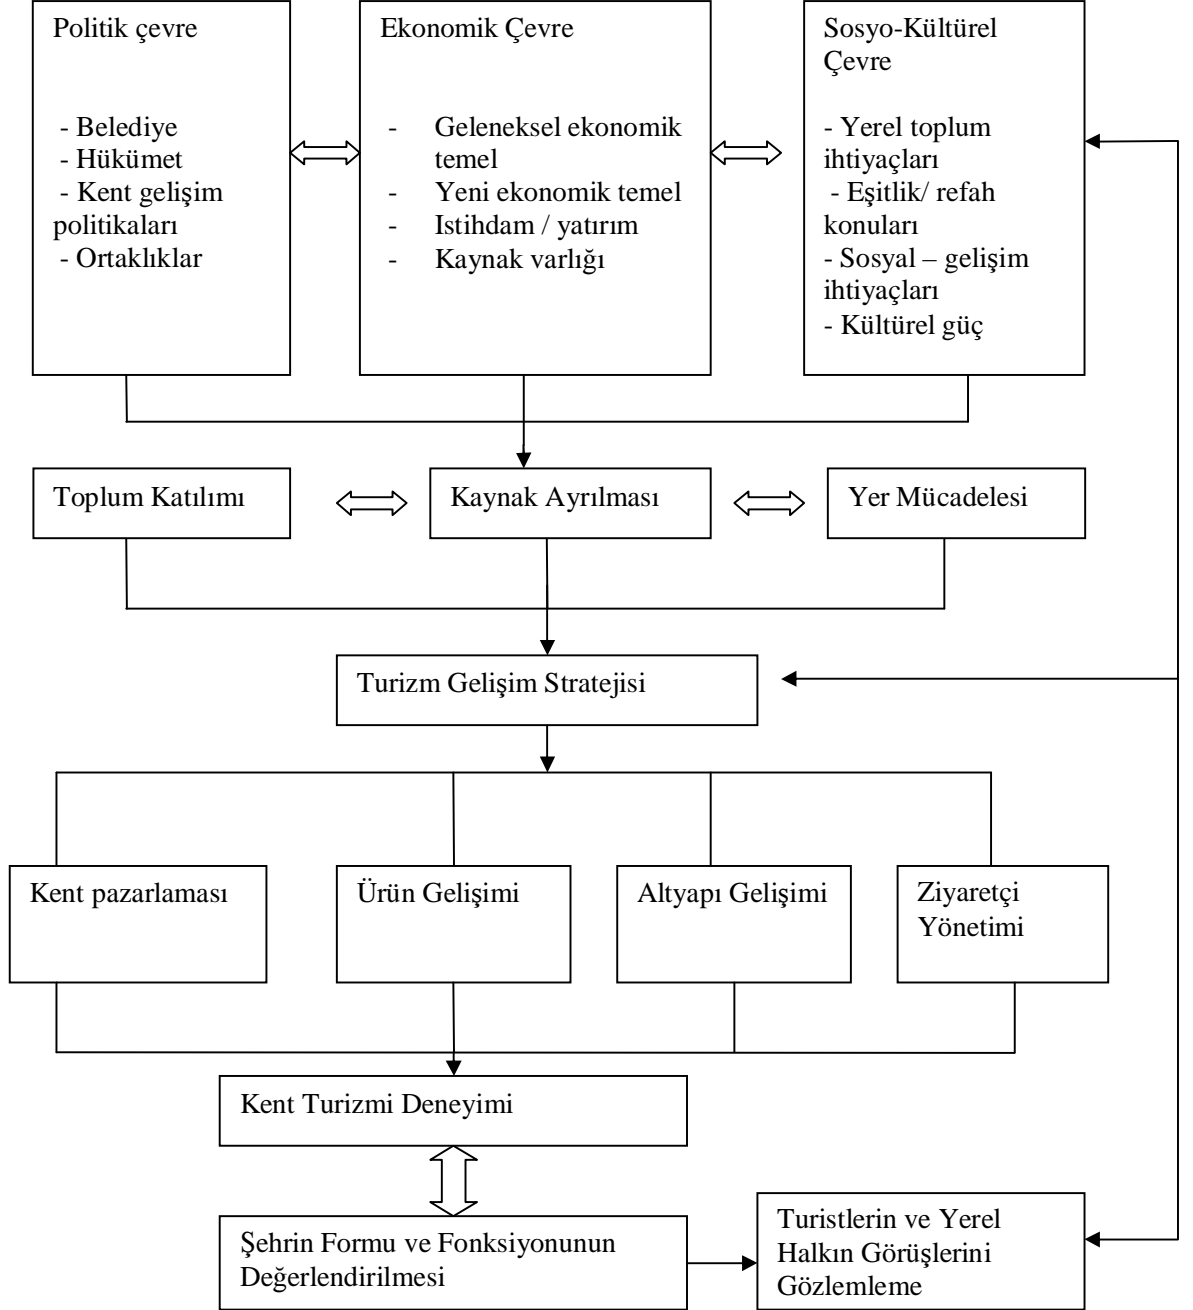 Politik çevre
- Belediye
- Hükümet
- Kent gelişim
politikaları
- Ortaklıklar
Ekonomik Çevre
- Geleneksel ekonomik
temel
- Yeni ekonomik temel
- Istihdam / yatırım
- Kaynak varlığı
Sosyo-Kültürel
Çevre
- Yerel toplum
ihtiyaçları
- Eşitlik/ refah
konuları
- Sosyal – gelişim
ihtiyaçları
- Kültürel güç
Toplum Katılımı
Kaynak Ayrılması
Yer Mücadelesi
Turizm Gelişim Stratejisi
Kent pazarlaması
Ürün Gelişimi
Altyapı Gelişimi
Ziyaretçi
Yönetimi
Kent Turizmi Deneyimi
Şehrin Formu ve Fonksiyonunun
Değerlendirilmesi
Turistlerin ve Yerel
Halkın Görüşlerini
Gözlemleme